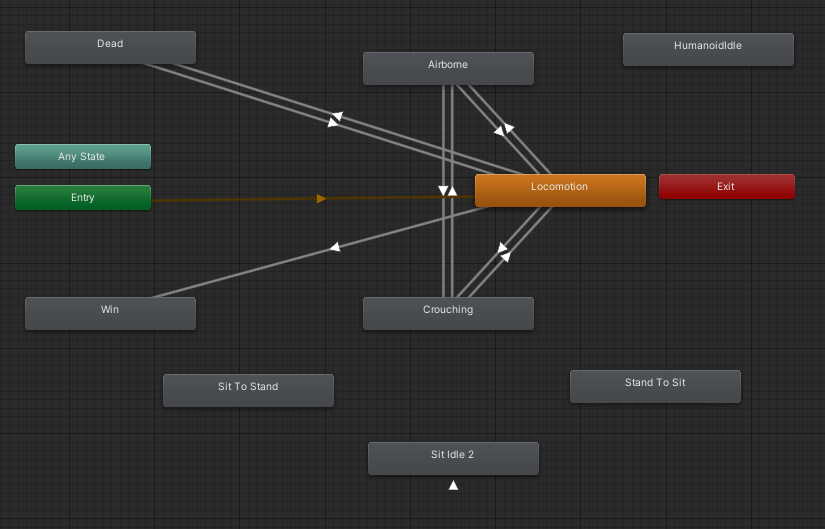 Dead
Airborne
HumanoidIdle
Any State
Entry
Locomotion
Exit
Win
Crouching
Sit To Stand
Stand To Sit
Sit Idle 2